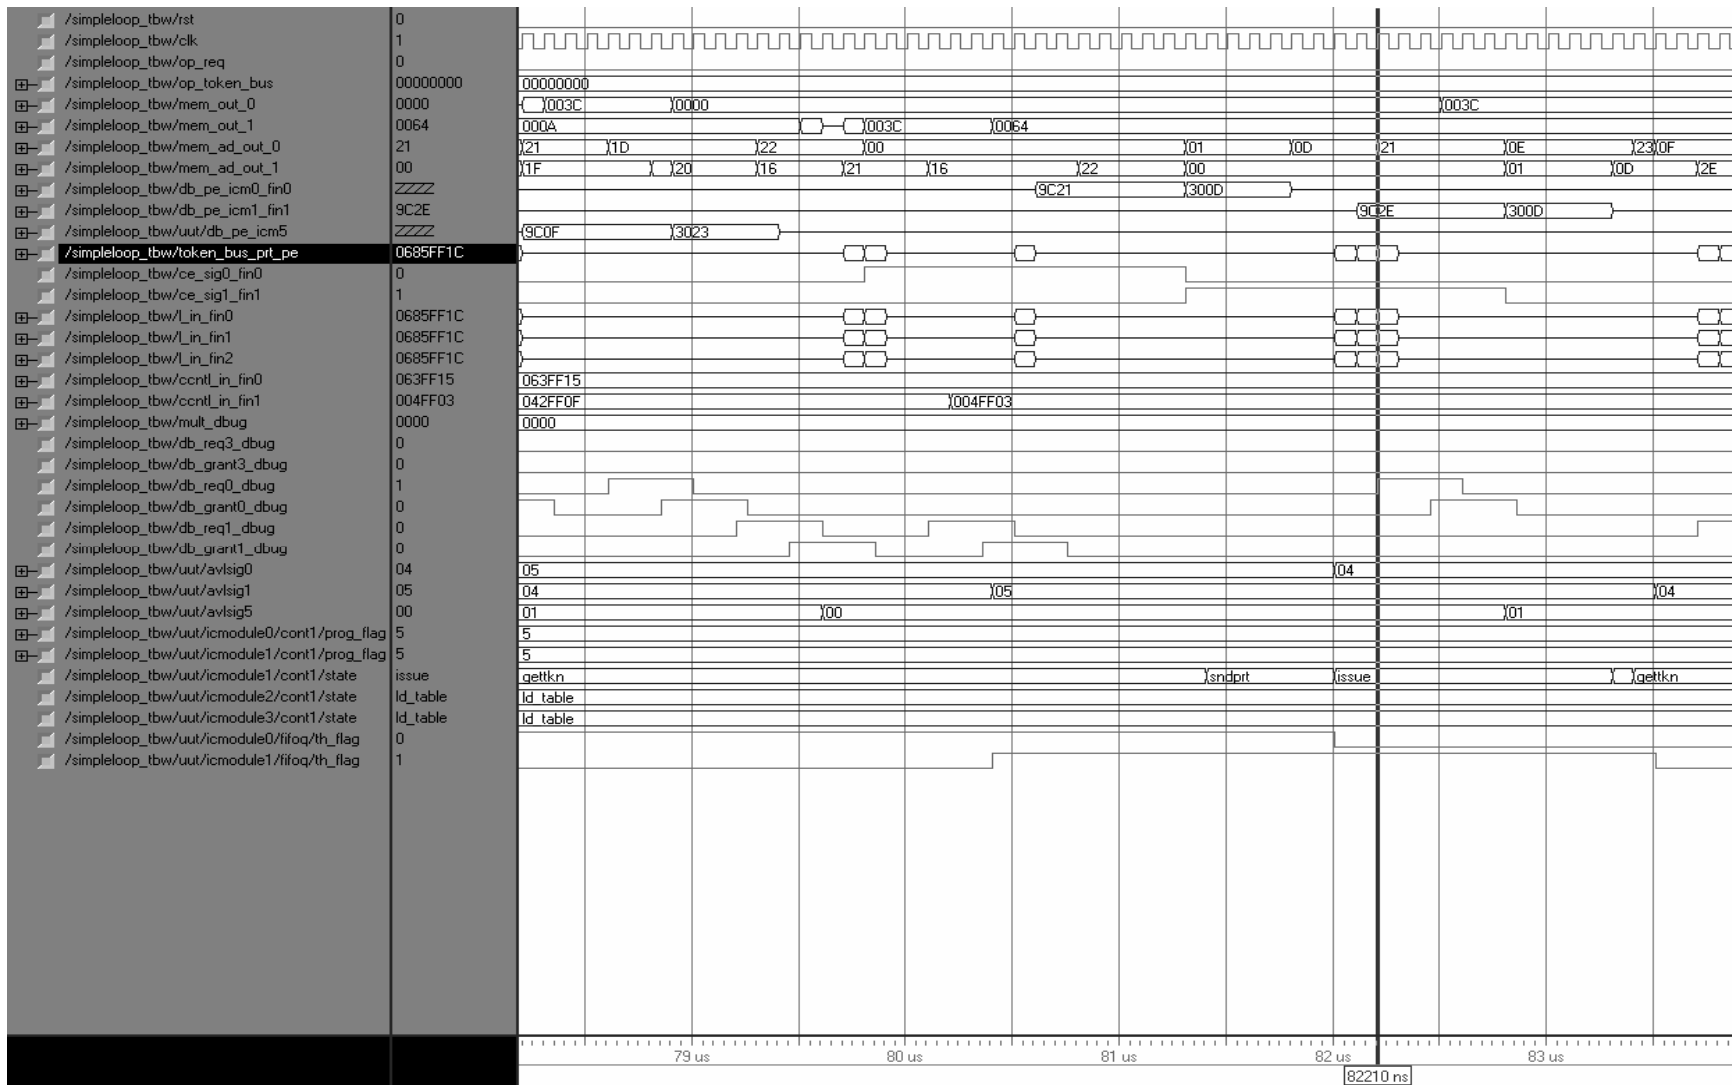 /simpleloop_tbw/rst 0
/simpleloop_tbw/clk 1
/simpleloop_tbw/op_req 0
/simpleloop_tbw/op_token_bus 00000000 00000000
/simpleloop_tbw/mem_out_0 0000 003C 0000 003C
/simpleloop_tbw/mem_out_1 0064 000A 003C 0064
/simpleloop_tbw/mem_ad_out_0 21 21 1D 22 00 01 0D 21 0E 23 0F
/simpleloop_tbw/mem_ad_out_1 00 1F 20 16 21 16 22 00 01 0D 2E
/simpleloop_tbw/db_pe_icm0_fin0 9C21 300D
/simpleloop_tbw/db_pe_icm1_fin1 9C2E 9C2E 300D
/simpleloop_tbw/uut/db_pe_icm5 9C0F 3023
/simpleloop_tbw/token_bus_prt_pe 0685FF1C
/simpleloop_tbw/ce_sig0_fin0 0
/simpleloop_tbw/ce_sig1_fin1 1
/simpleloop_tbw/l_in_fin0 0685FF1C
/simpleloop_tbw/l_in_fin1 0685FF1C
/simpleloop_tbw/l_in_fin2 0685FF1C
/simpleloop_tbw/ccntl_in_fin0 063FF15 063FF15
/simpleloop_tbw/ccntl_in_fin1 004FF03 042FF0F 004FF03
/simpleloop_tbw/mult_dbug 0000 0000
/simpleloop_tbw/db_req3_dbug 0
/simpleloop_tbw/db_grant3_dbug 0
/simpleloop_tbw/db_req0_dbug 1
/simpleloop_tbw/db_grant0_dbug 0
/simpleloop_tbw/db_req1_dbug 0
/simpleloop_tbw/db_grant1_dbug 0
/simpleloop_tbw/uut/avlsig0 04 05 04
/simpleloop_tbw/uut/avlsig1 05 04 05 04
/simpleloop_tbw/uut/avlsig5 00 01 00 01
/simpleloop_tbw/uut/icmodule0/cont1/prog_flag 5 5
/simpleloop_tbw/uut/icmodule1/cont1/prog_flag 5 5
/simpleloop_tbw/uut/icmodule1/cont1/state issue gettkn sndprt issue gettkn
/simpleloop_tbw/uut/icmodule2/cont1/state ld_table ld_table
/simpleloop_tbw/uut/icmodule3/cont1/state ld_table ld_table
/simpleloop_tbw/uut/icmodule0/fifoq/th_flag 0
/simpleloop_tbw/uut/icmodule1/fifoq/th_flag 1
79 us 80 us 81 us 82 us 83 us
82210 ns